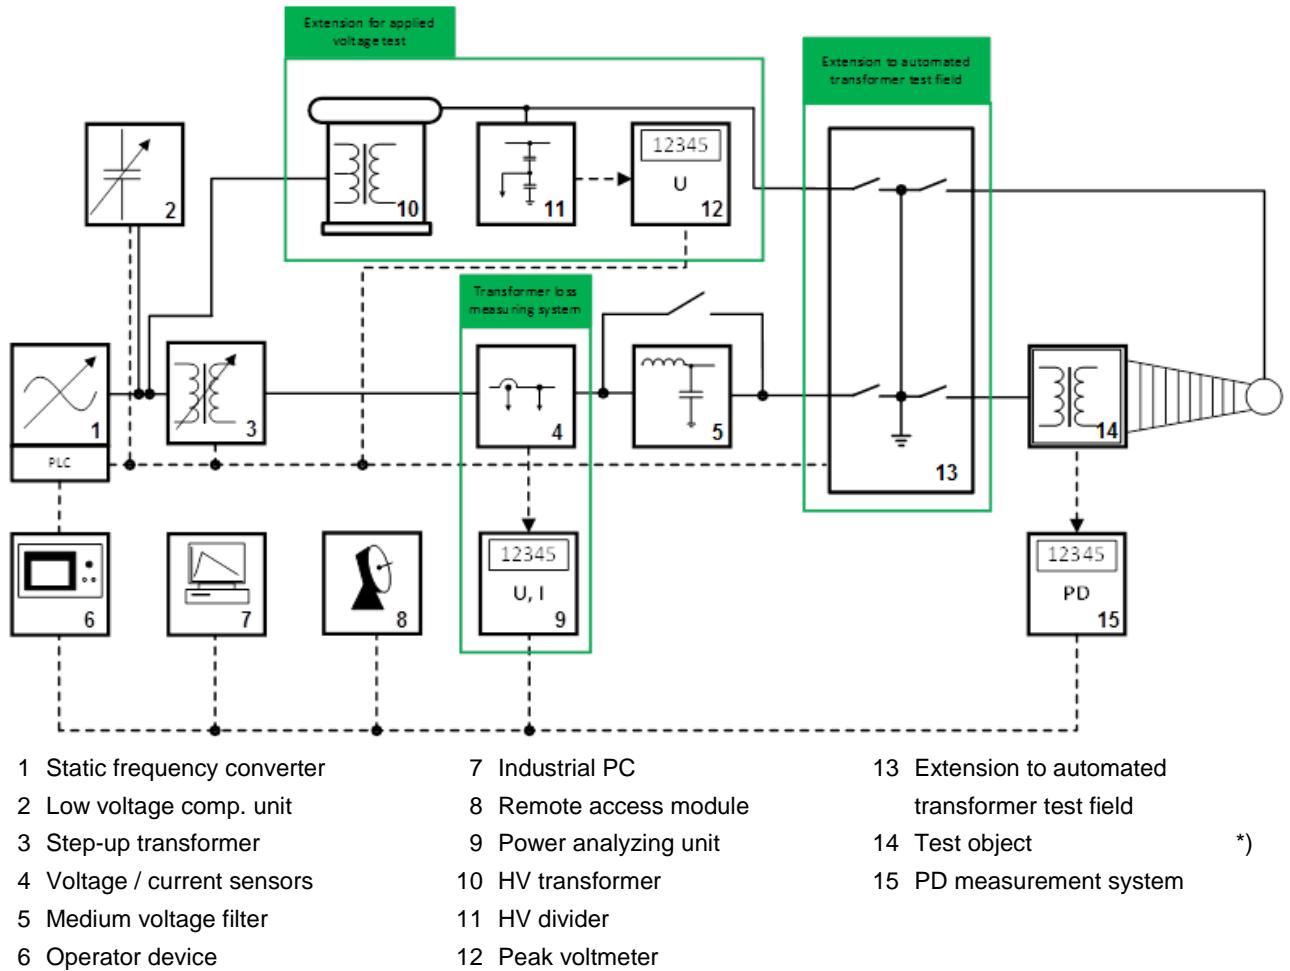 Extension for applied
voltage test
Extension to automated
transformer test field
2
10
11
12345
U
12
Transformer loss
measuring system
1
PLC
3
4
5
13
14
6
7
8
12345
U, I
9
12345
PD
15
1 Static frequency converter
2 Low voltage comp. unit
3 Step-up transformer
4 Voltage / current sensors
5 Medium voltage filter
6 Operator device
7 Industrial PC
8 Remote access module
9 Power analyzing unit
10 HV transformer
11 HV divider
12 Peak voltmeter
13 Extension to automated
transformer test field
14 Test object *)
15 PD measurement system